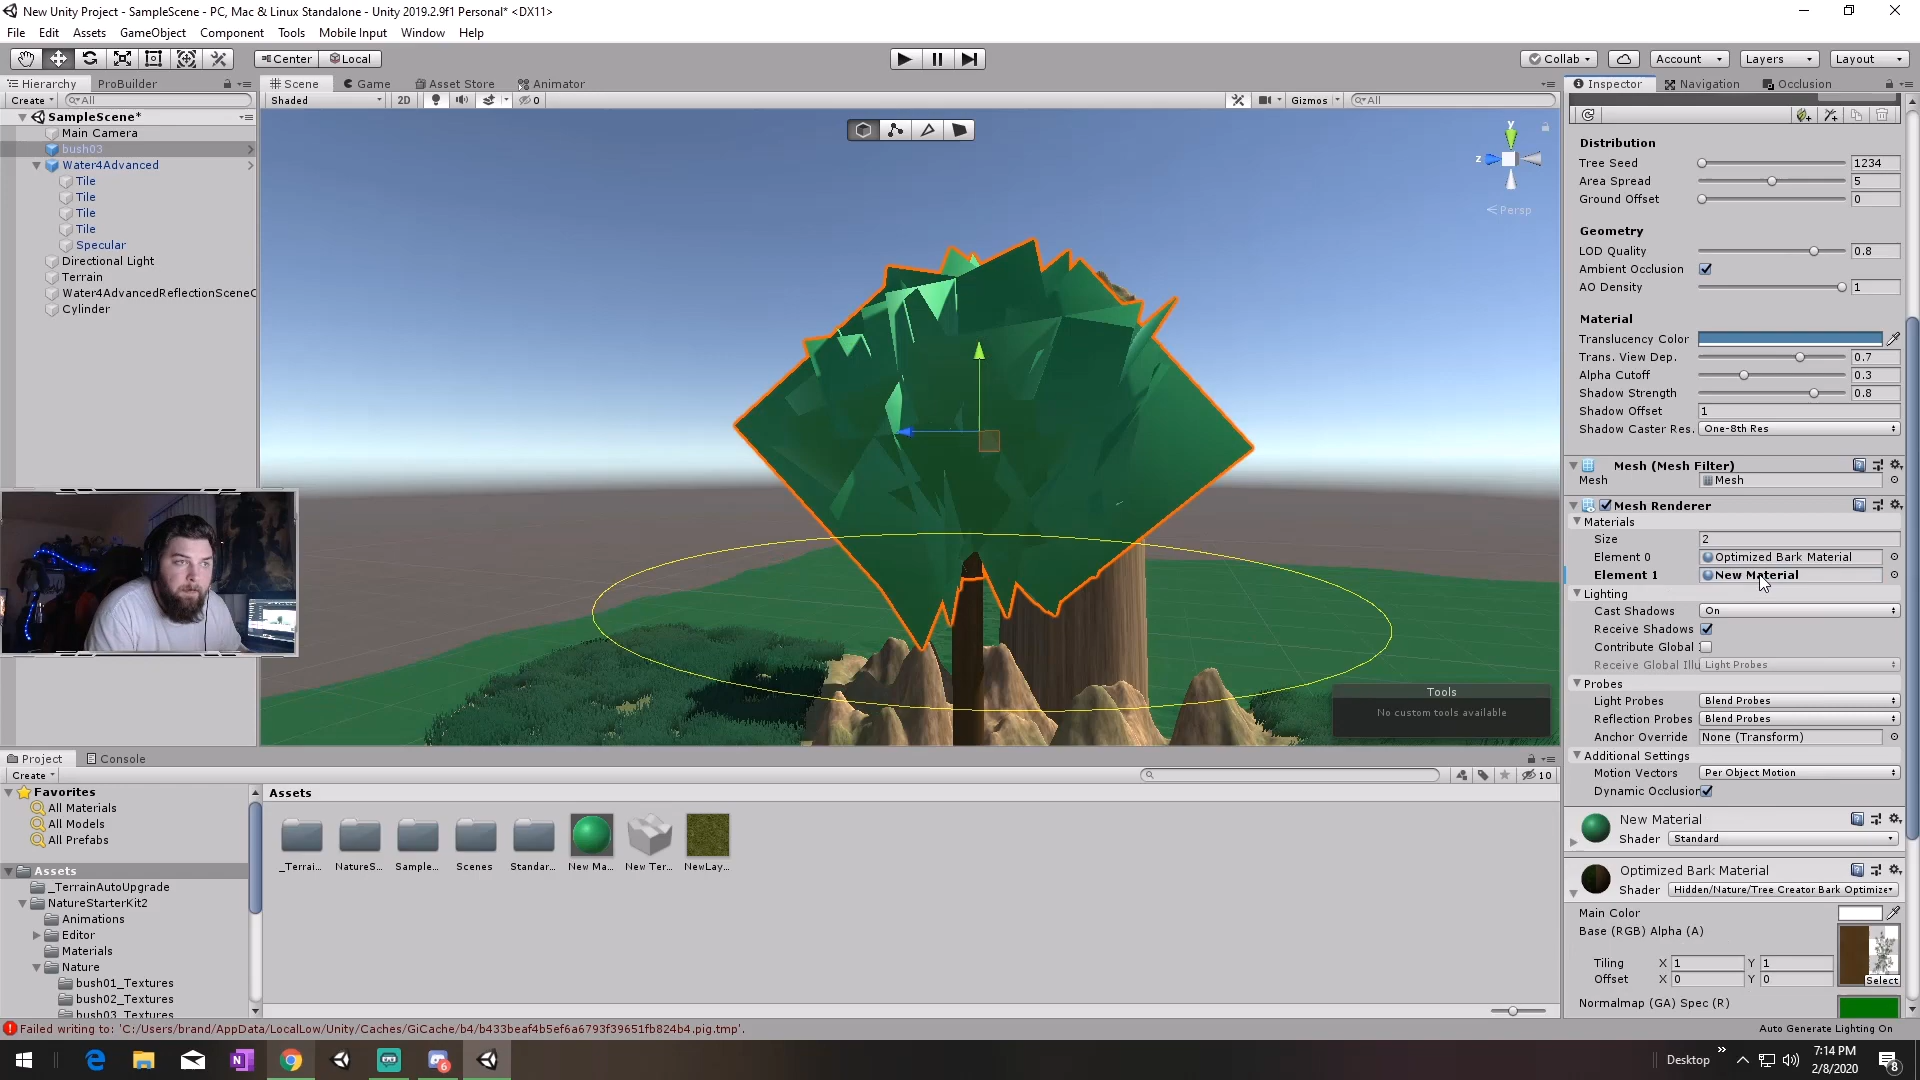 New Unity Project - SampleScene - PC, Mac & Linux Standalone - Unity 2019.2.9f1 Personal* <DX11>
File Edit Assets GameObject Component Tools Mobile Input Window Help
Center Local Collab Account Layers Layout
Hierarchy ProBuilder
Create All
SampleScene*
Main Camera
bush03
Water4Advanced
Tile
Tile
Tile
Tile
Specular
Directional Light
Terrain
Water4AdvancedReflectionSceneC
Cylinder
Scene Game Asset Store Animator
Shaded 2D 0 Gizmos All
y
z
Persp
Tools
No custom tools available
Inspector Navigation Occlusion
Distribution
Tree Seed 1234
Area Spread 5
Ground Offset 0
Geometry
LOD Quality 0.8
Ambient Occlusion
AO Density 1
Material
Translucency Color
Trans. View Dep. 0.7
Alpha Cutoff 0.3
Shadow Strength 0.8
Shadow Offset 1
Shadow Caster Res. One-8th Res
Mesh (Mesh Filter)
Mesh Mesh
Mesh Renderer
Materials
Size 2
Element 0 Optimized Bark Material
Element 1 New Material
Lighting
Cast Shadows On
Receive Shadows
Contribute Global I
Receive Global Illu Light Probes
Probes
Light Probes Blend Probes
Reflection Probes Blend Probes
Anchor Override None (Transform)
Additional Settings
Motion Vectors Per Object Motion
Dynamic Occlusion
New Material
Shader Standard
Optimized Bark Material
Shader Hidden/Nature/Tree Creator Bark Optimize
Main Color
Base (RGB) Alpha (A)
Tiling X 1 Y 1
Offset X 0 Y 0
Select
Normalmap (GA) Spec (R)
Project Console
Create 10
Favorites
All Materials
All Models
All Prefabs
Assets
_TerrainAutoUpgrade
NatureStarterKit2
Animations
Editor
Materials
Nature
bush01_Textures
bush02_Textures
bush03_Textures
Assets
_Terrai... NatureS... Sample... Scenes Standar... New Ma... New Ter... NewLay...
Failed writing to: 'C:/Users/brand/AppData/LocalLow/Unity/Caches/GiCache/b4/b433beaf4b5ef6a6793f39651fb824b4.pig.tmp'.
Auto Generate Lighting On
Desktop
7:14 PM
2/8/2020
6
8